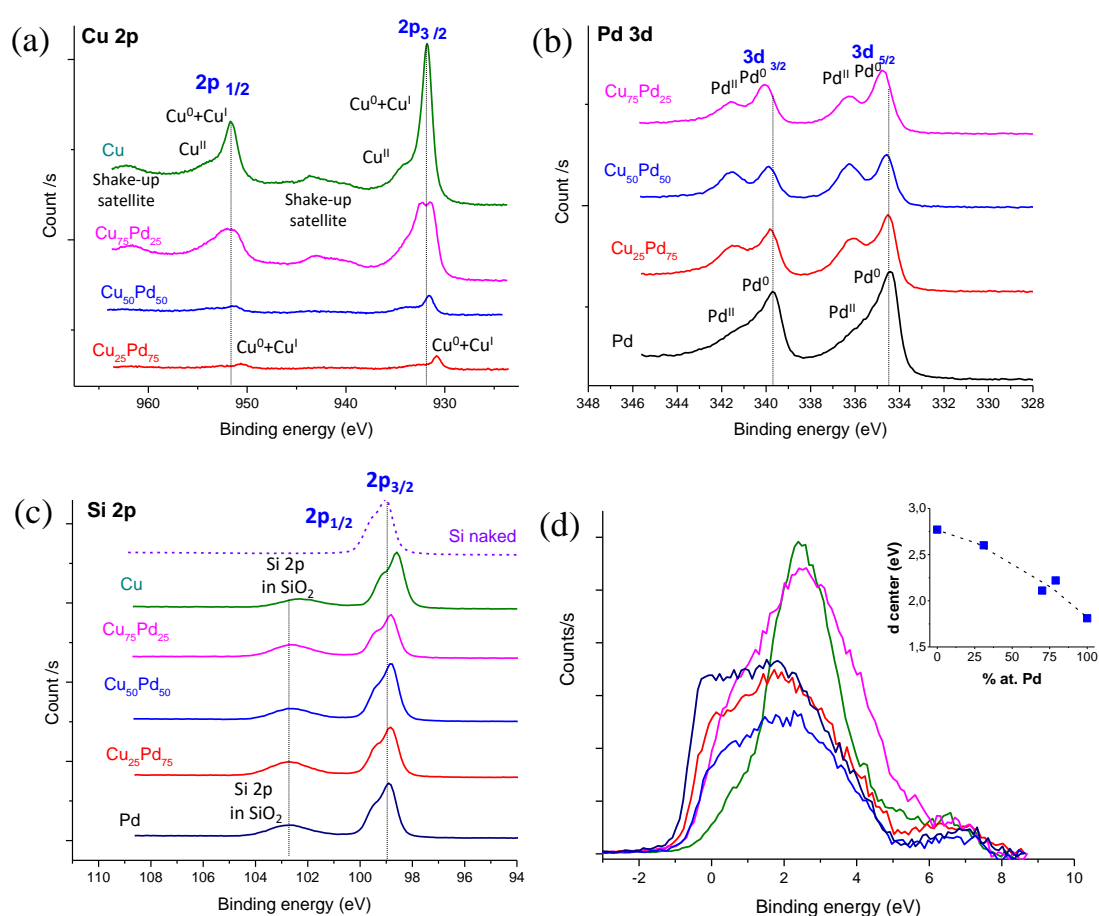 (a)
Cu 2p
2p3 /2
2p 1/2
Cu⁰+Cuᴵ
Cu⁰+Cuᴵ
Cuᴵᴵ
Cuᴵᴵ
Cu
Shake-up
satellite
Shake-up
satellite
Cu₇₅Pd₂₅
Cu₅₀Pd₅₀
Cu₂₅Pd₇₅
Cu⁰+Cuᴵ
Cu⁰+Cuᴵ
Count /s
960 950 940 930
Binding energy (eV)
(b)
Pd 3d
3d 3/2
3d 5/2
Pdᴵᴵ Pd⁰
Pdᴵᴵ Pd⁰
Cu₇₅Pd₂₅
Cu₅₀Pd₅₀
Cu₂₅Pd₇₅
Pd⁰
Pd⁰
Pdᴵᴵ
Pdᴵᴵ
Pd
Count /s
348 346 344 342 340 338 336 334 332 330 328
Binding energy (eV)
(c)
Si 2p
2p3/2
2p1/2
Si naked
Si 2p
in SiO₂
Cu
Cu₇₅Pd₂₅
Cu₅₀Pd₅₀
Cu₂₅Pd₇₅
Si 2p
in SiO₂
Pd
Count /s
110 108 106 104 102 100 98 96 94
Binding energy (eV)
(d)
Counts/s
-2 0 2 4 6 8 10
Binding energy (eV)
d center (eV)
3,0
2,5
2,0
1,5
0 25 50 75 100
% at. Pd